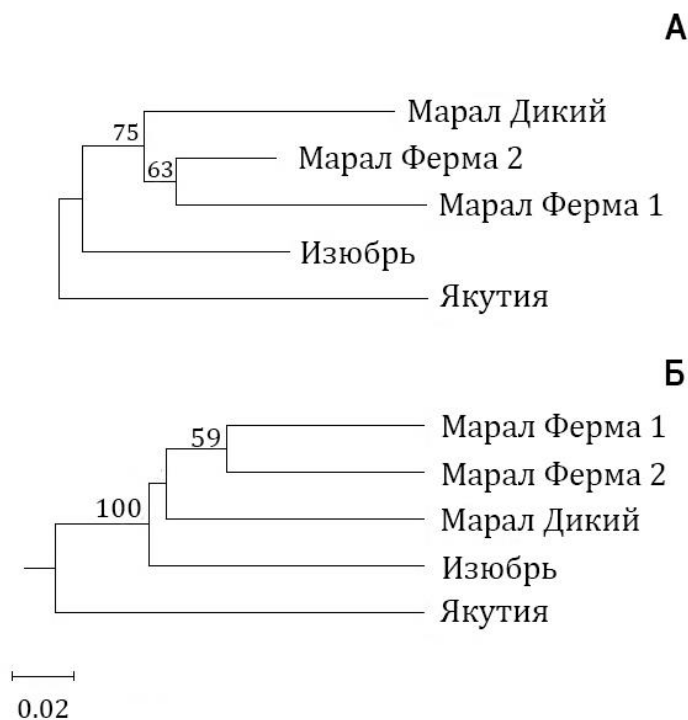 А
Марал Дикий
75
Марал Ферма 2
63
Марал Ферма 1
Изюбрь
Якутия
Б
Марал Ферма 1
59
Марал Ферма 2
100
Марал Дикий
Изюбрь
Якутия
0.02